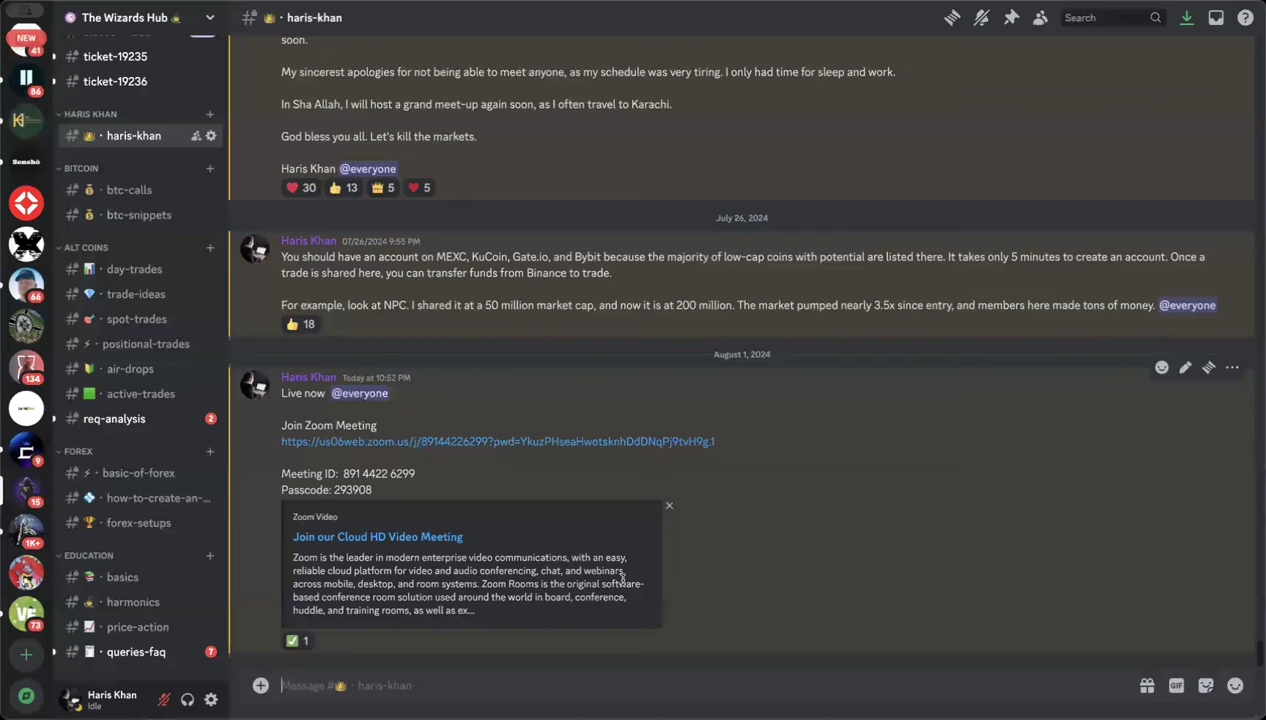 The Wizards Hub
haris-khan
Search
NEW
41
86
Senshō
66
134
9
15
1K+
73
ticket-19235
ticket-19236
HARIS KHAN
haris-khan
BITCOIN
btc-calls
btc-snippets
ALT COINS
day-trades
trade-ideas
spot-trades
positional-trades
air-drops
active-trades
req-analysis
2
FOREX
basic-of-forex
how-to-create-an-...
forex-setups
EDUCATION
basics
harmonics
price-action
queries-faq
7
Haris Khan
Idle
soon.
My sincerest apologies for not being able to meet anyone, as my schedule was very tiring. I only had time for sleep and work.
In Sha Allah, I will host a grand meet-up again soon, as I often travel to Karachi.
God bless you all. Let's kill the markets.
Haris Khan @everyone
30 13 5 5
July 26, 2024
Haris Khan 07/26/2024 9:55 PM
You should have an account on MEXC, KuCoin, Gate.io, and Bybit because the majority of low-cap coins with potential are listed there. It takes only 5 minutes to create an account. Once a
trade is shared here, you can transfer funds from Binance to trade.
For example, look at NPC. I shared it at a 50 million market cap, and now it is at 200 million. The market pumped nearly 3.5x since entry, and members here made tons of money. @everyone
18
August 1, 2024
Haris Khan Today at 10:52 PM
Live now @everyone
Join Zoom Meeting
https://us06web.zoom.us/j/89144226299?pwd=YkuzPHseaHwotsknhDdDNqPj9tvH9g.1
Meeting ID: 891 4422 6299
Passcode: 293908
Zoom Video
Join our Cloud HD Video Meeting
Zoom is the leader in modern enterprise video communications, with an easy,
reliable cloud platform for video and audio conferencing, chat, and webinars
across mobile, desktop, and room systems. Zoom Rooms is the original software-
based conference room solution used around the world in board, conference,
huddle, and training rooms, as well as ex...
1
Message # haris-khan
GIF